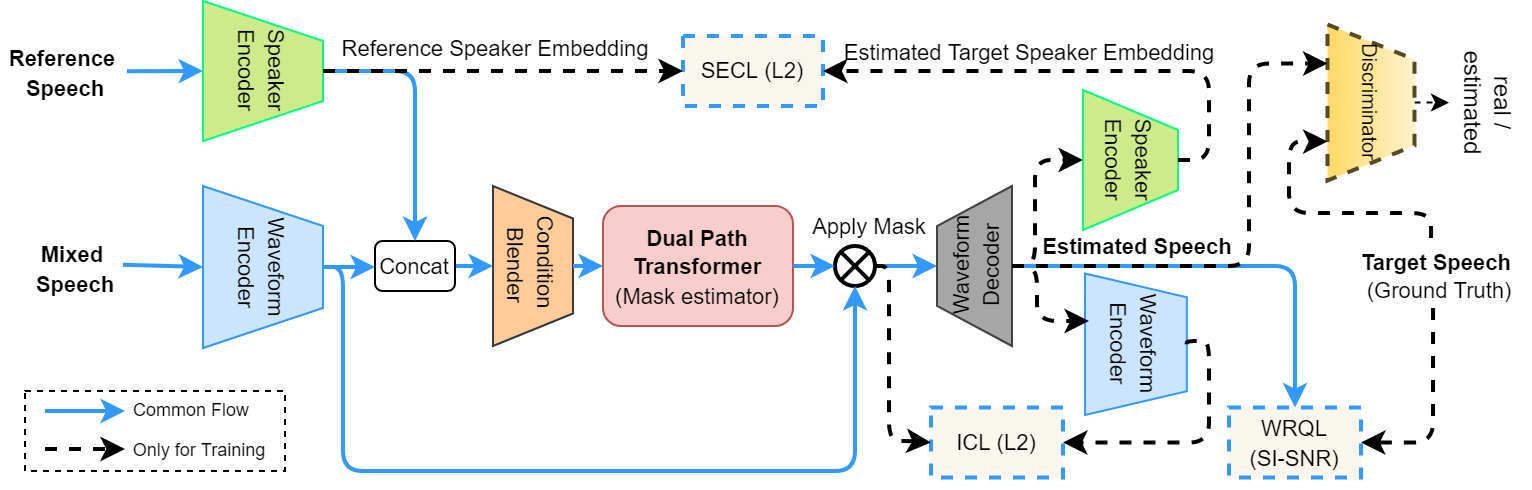 Reference
Speech
Speaker
Encoder
Reference Speaker Embedding
SECL (L2)
Estimated Target Speaker Embedding
Speaker
Encoder
Discriminator
real /
estimated
Mixed
Speech
Waveform
Encoder
Concat
Condition
Blender
Dual Path
Transformer
(Mask estimator)
Apply Mask
Waveform
Decoder
Estimated Speech
Waveform
Encoder
Target Speech
(Ground Truth)
ICL (L2)
WRQL
(SI-SNR)
Common Flow
Only for Training